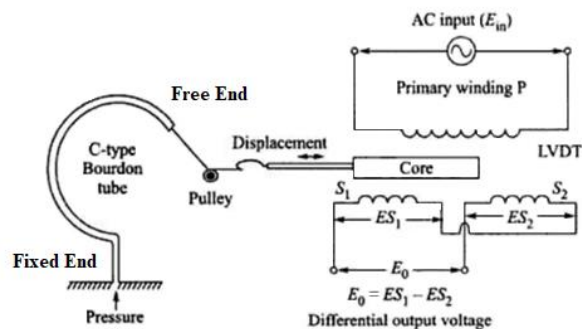 AC input (E_in)
Primary winding P
Free End
LVDT
C-type
Bourdon
tube
Displacement
Core
Pulley
S_1
S_2
ES_1
ES_2
Fixed End
E_0
E_0 = ES_1 − ES_2
Pressure
Differential output voltage